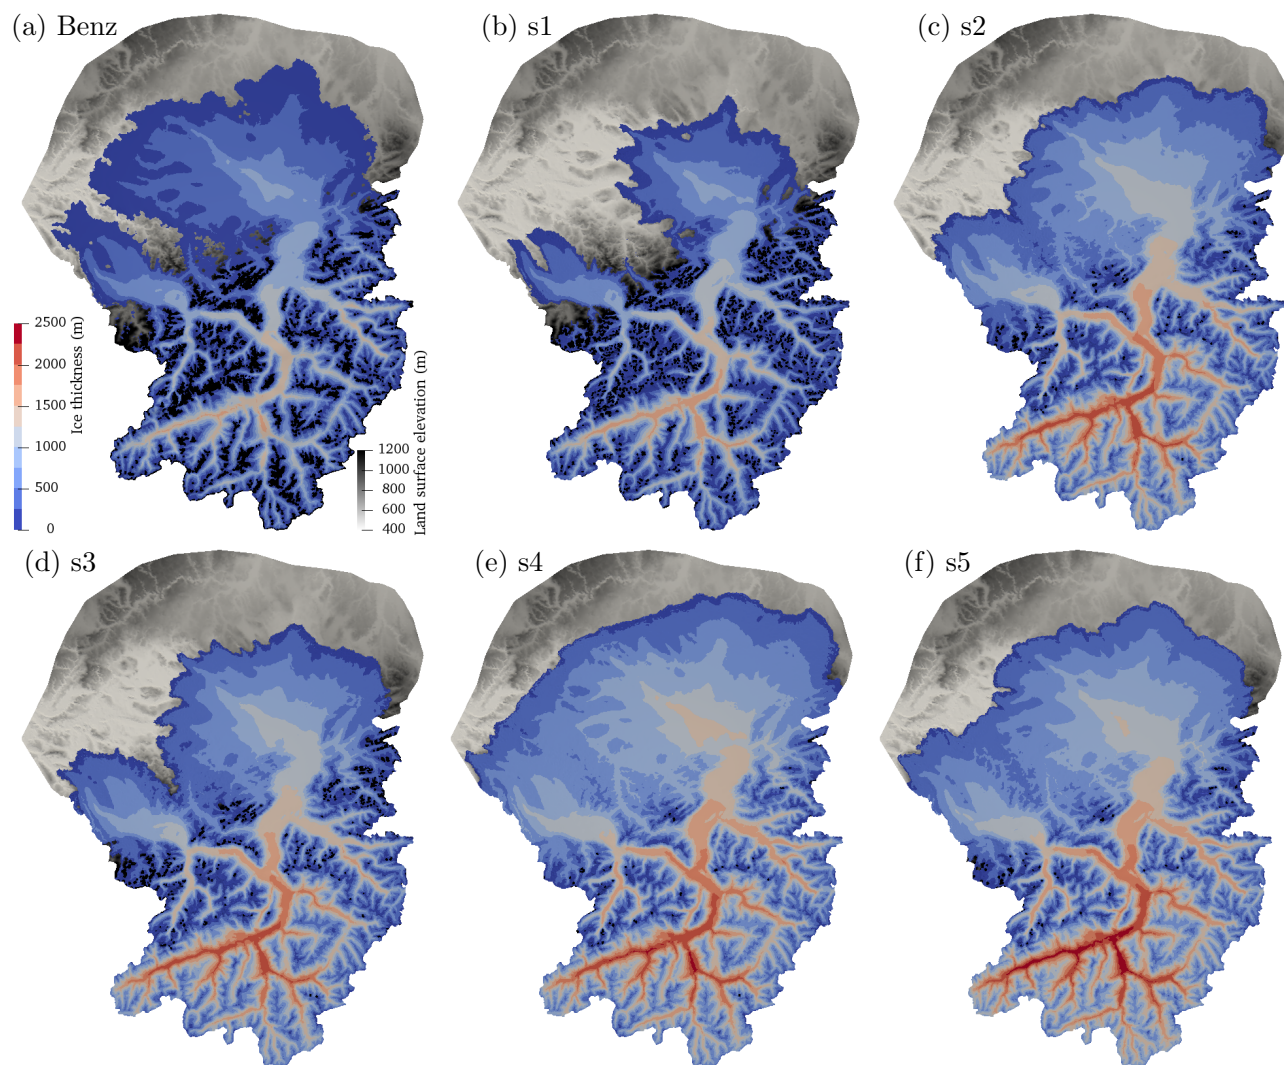 (a) Benz
(b) s1
(c) s2
2500
2000
1500
1000
500
0
Ice thickness (m)
1200
1000
800
600
400
Land surface elevation (m)
(d) s3
(e) s4
(f) s5